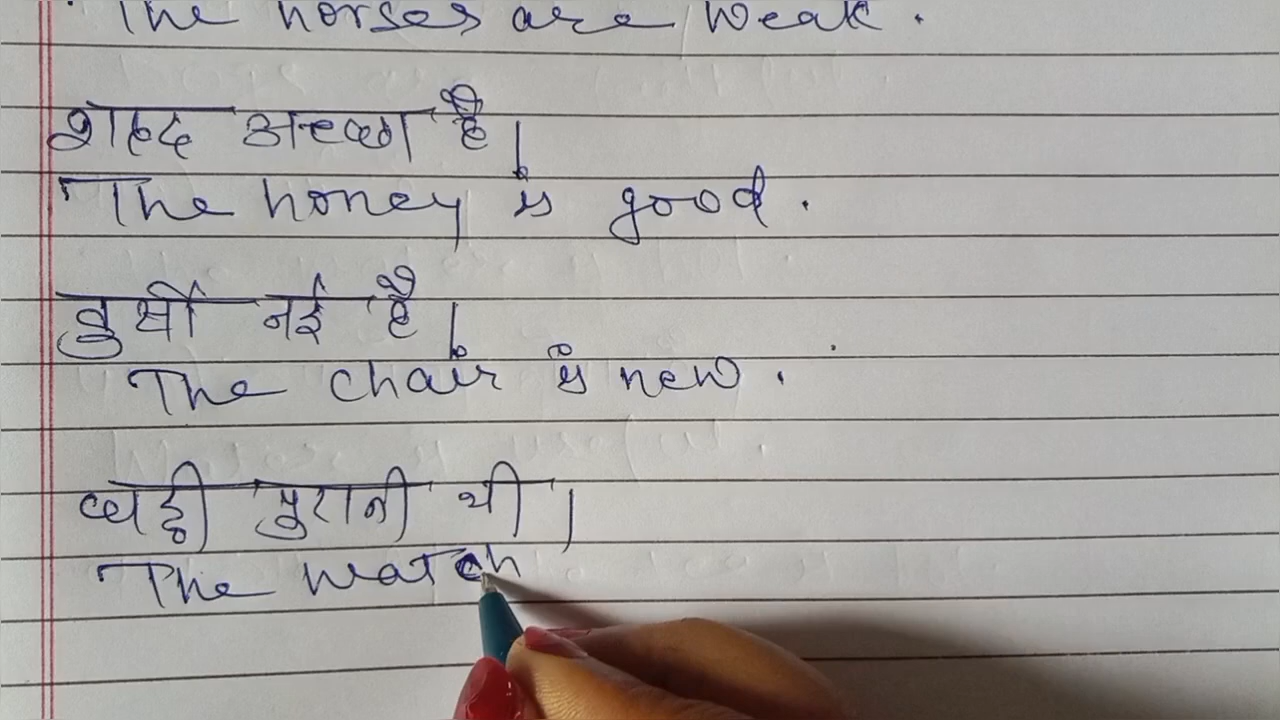 The horses are weak.
शहद अच्छा है।
The honey is good.
कुर्सी नई है।
The chair is new.
घड़ी पुरानी थी।
The watch